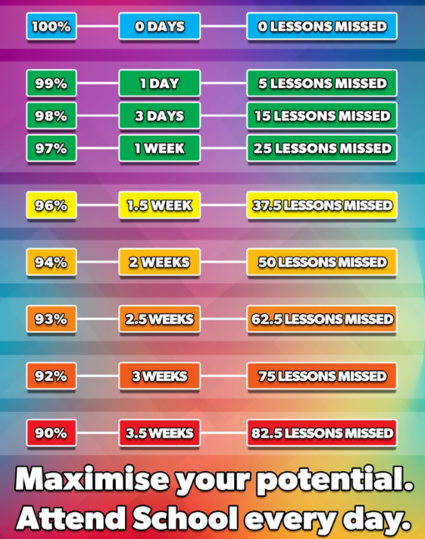 100% 0 DAYS 0 LESSONS MISSED
99% 1 DAY 5 LESSONS MISSED
98% 3 DAYS 15 LESSONS MISSED
97% 1 WEEK 25 LESSONS MISSED
96% 1.5 WEEK 37.5 LESSONS MISSED
94% 2 WEEKS 50 LESSONS MISSED
93% 2.5 WEEKS 62.5 LESSONS MISSED
92% 3 WEEKS 75 LESSONS MISSED
90% 3.5 WEEKS 82.5 LESSONS MISSED
Maximise your potential.
Attend School every day.